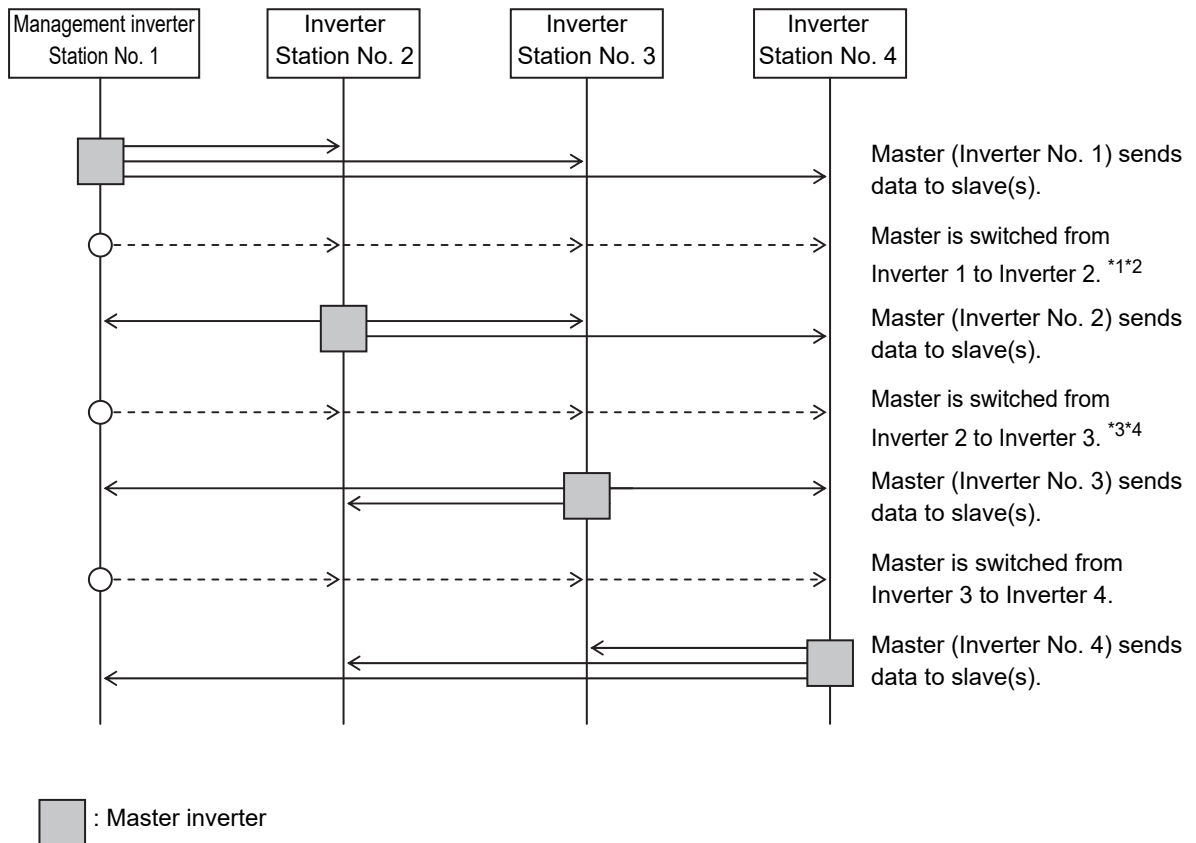 Management inverter
Station No. 1
Inverter
Station No. 2
Inverter
Station No. 3
Inverter
Station No. 4
Master (Inverter No. 1) sends
data to slave(s).
Master is switched from
Inverter 1 to Inverter 2. *1*2
Master (Inverter No. 2) sends
data to slave(s).
Master is switched from
Inverter 2 to Inverter 3. *3*4
Master (Inverter No. 3) sends
data to slave(s).
Master is switched from
Inverter 3 to Inverter 4.
Master (Inverter No. 4) sends
data to slave(s).
: Master inverter